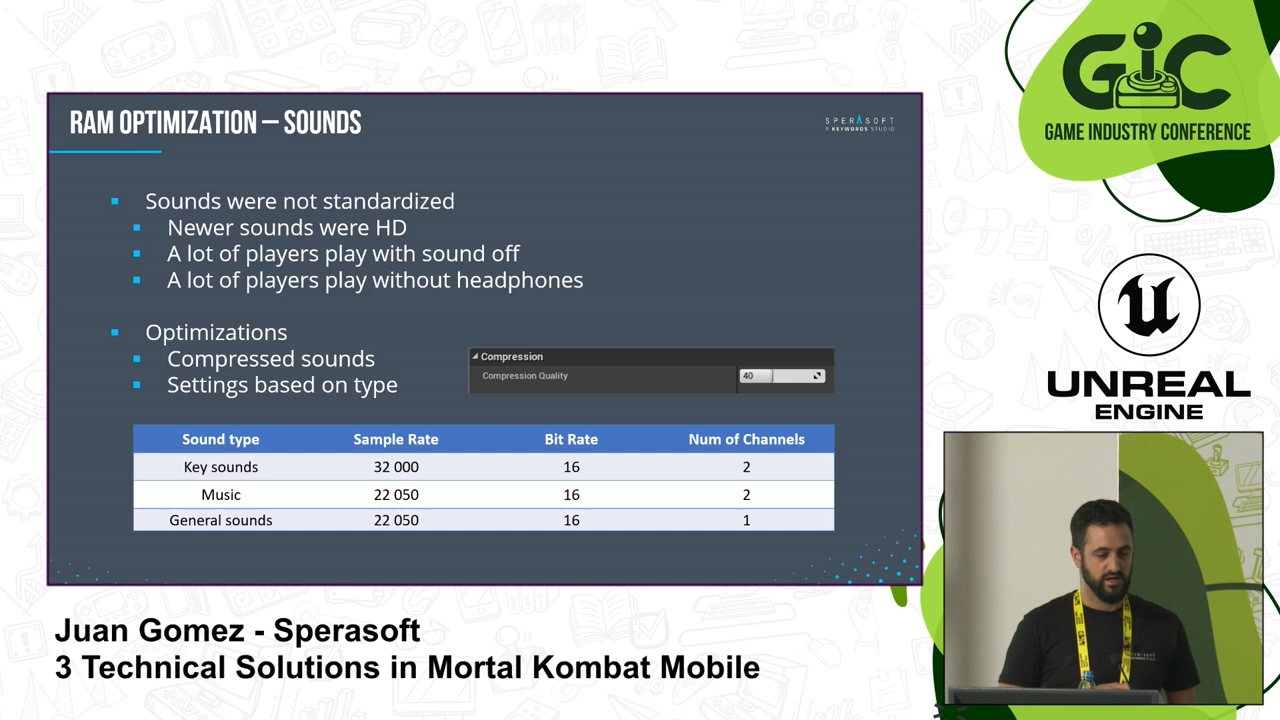 RAM OPTIMIZATION – SOUNDS
SPERASOFT
A KEYWORDS STUDIO
Sounds were not standardized
Newer sounds were HD
A lot of players play with sound off
A lot of players play without headphones
Optimizations
Compressed sounds
Settings based on type
Compression
Compression Quality 40
Sound type Sample Rate Bit Rate Num of Channels
Key sounds 32 000 16 2
Music 22 050 16 2
General sounds 22 050 16 1
GIC
GAME INDUSTRY CONFERENCE
UNREAL
ENGINE
Juan Gomez - Sperasoft
3 Technical Solutions in Mortal Kombat Mobile